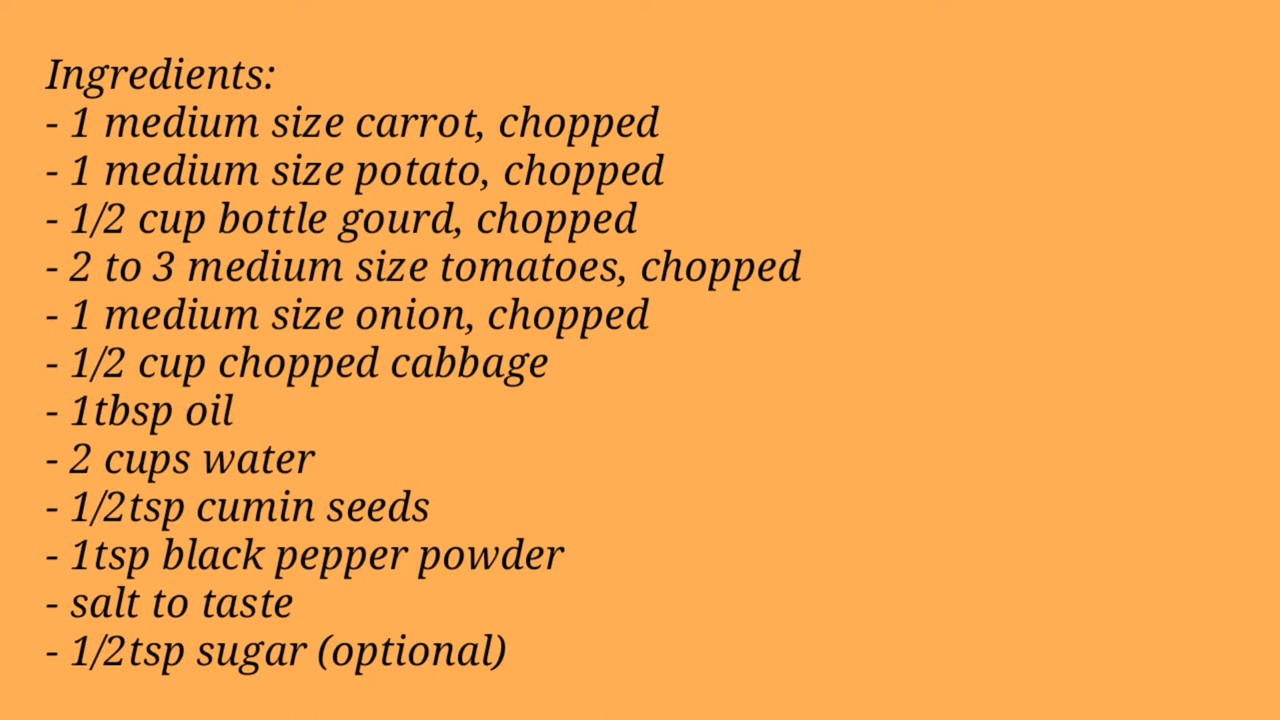 Ingredients:
- 1 medium size carrot, chopped
- 1 medium size potato, chopped
- 1/2 cup bottle gourd, chopped
- 2 to 3 medium size tomatoes, chopped
- 1 medium size onion, chopped
- 1/2 cup chopped cabbage
- 1tbsp oil
- 2 cups water
- 1/2tsp cumin seeds
- 1tsp black pepper powder
- salt to taste
- 1/2tsp sugar (optional)